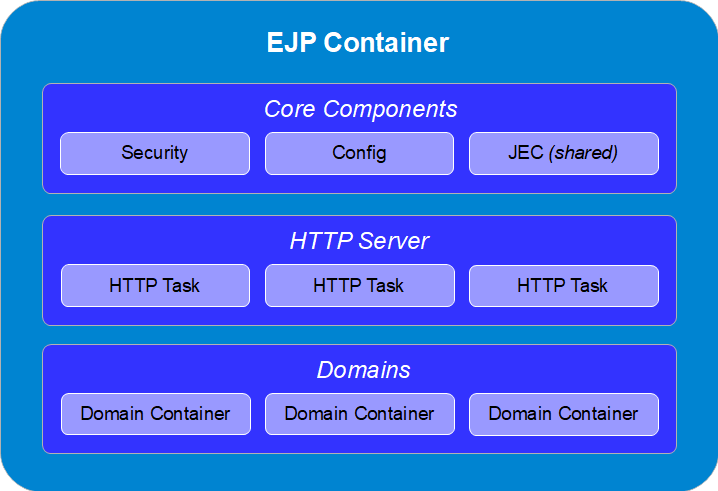 EJP Container
Core Components
Security Config JEC (shared)
HTTP Server
HTTP Task HTTP Task HTTP Task
Domains
Domain Container Domain Container Domain Container